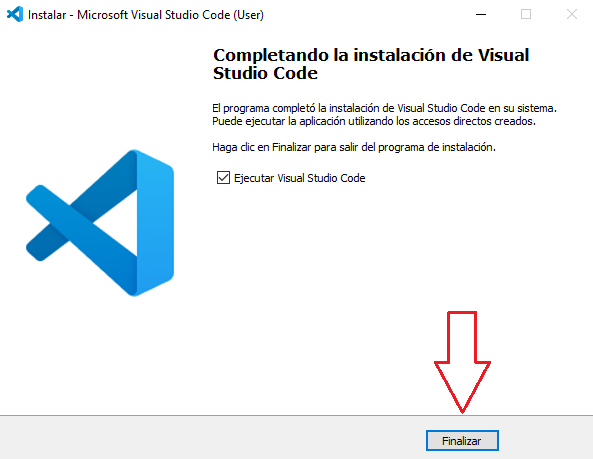 Instalar - Microsoft Visual Studio Code (User)
Completando la instalación de Visual
Studio Code
El programa completó la instalación de Visual Studio Code en su sistema.
Puede ejecutar la aplicación utilizando los accesos directos creados.
Haga clic en Finalizar para salir del programa de instalación.
Ejecutar Visual Studio Code
Finalizar